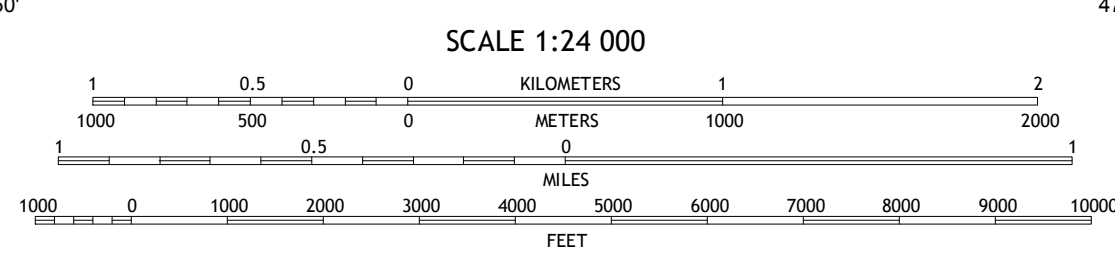 SCALE 1:24 000
1 0.5 0 KILOMETERS 1 2
1000 500 0 METERS 1000 2000
1 0.5 0 1
MILES
1000 0 1000 2000 3000 4000 5000 6000 7000 8000 9000 10000
FEET